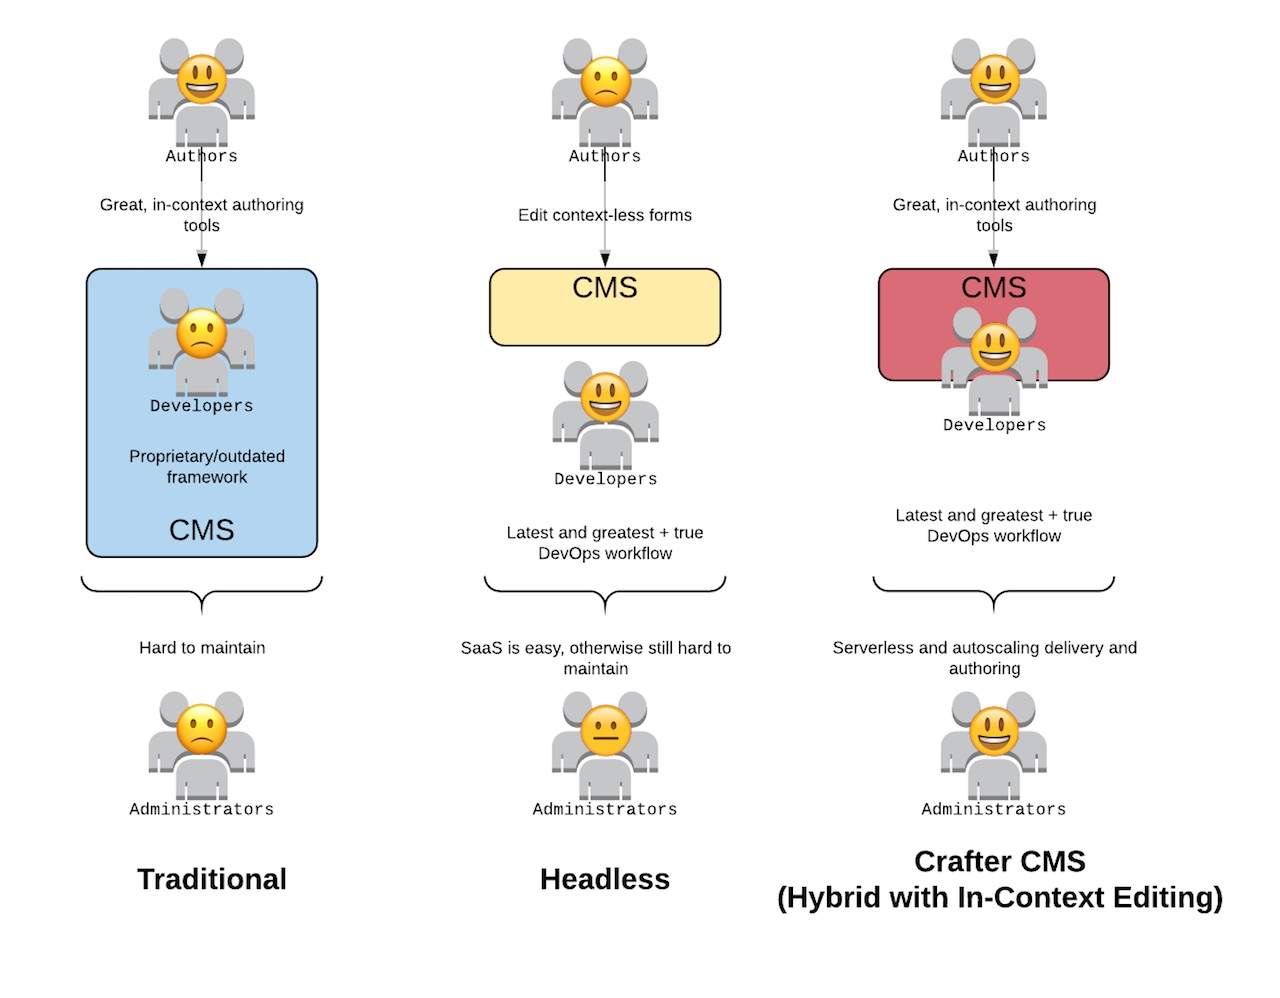 Authors
Great, in-context authoring
tools
Developers
Proprietary/outdated
framework
CMS
Hard to maintain
Administrators
Traditional
Authors
Edit context-less forms
CMS
Developers
Latest and greatest + true
DevOps workflow
SaaS is easy, otherwise still hard to
maintain
Administrators
Headless
Authors
Great, in-context authoring
tools
CMS
Developers
Latest and greatest + true
DevOps workflow
Serverless and autoscaling delivery and
authoring
Administrators
Crafter CMS
(Hybrid with In-Context Editing)